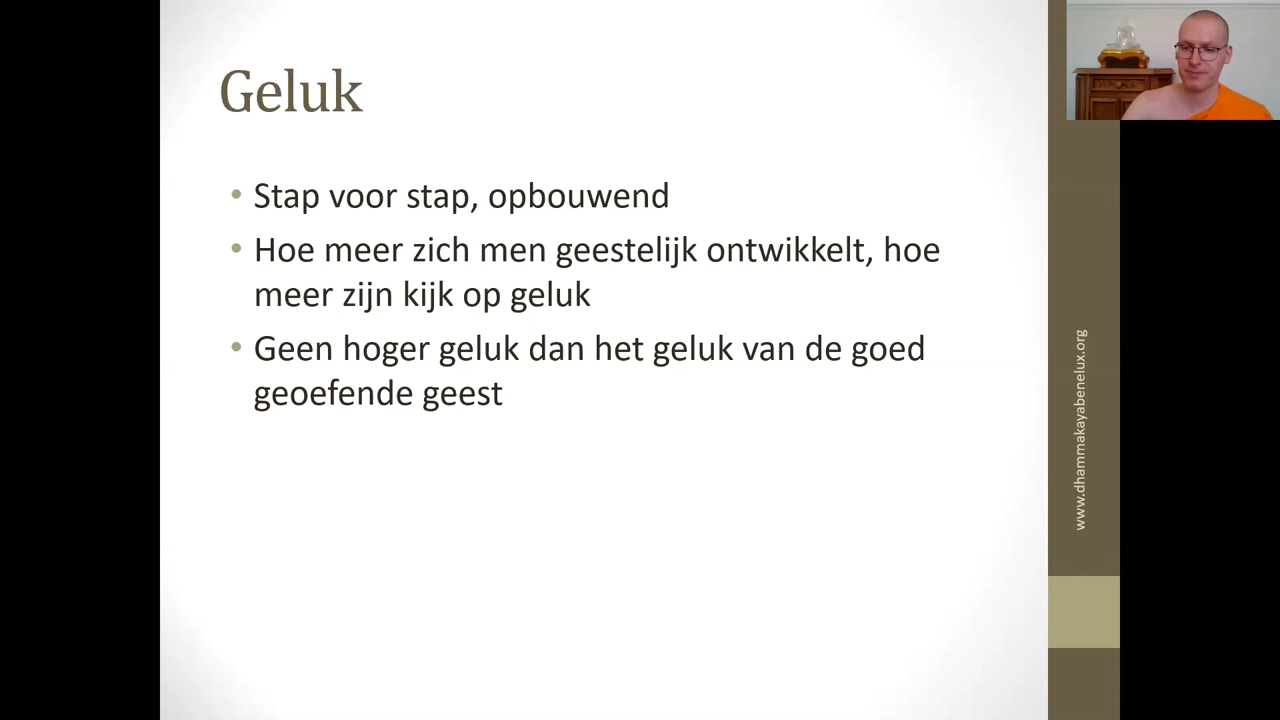 Geluk
• Stap voor stap, opbouwend
• Hoe meer zich men geestelijk ontwikkelt, hoe
meer zijn kijk op geluk
• Geen hoger geluk dan het geluk van de goed
geoefende geest
www.dhammakayabenelux.org